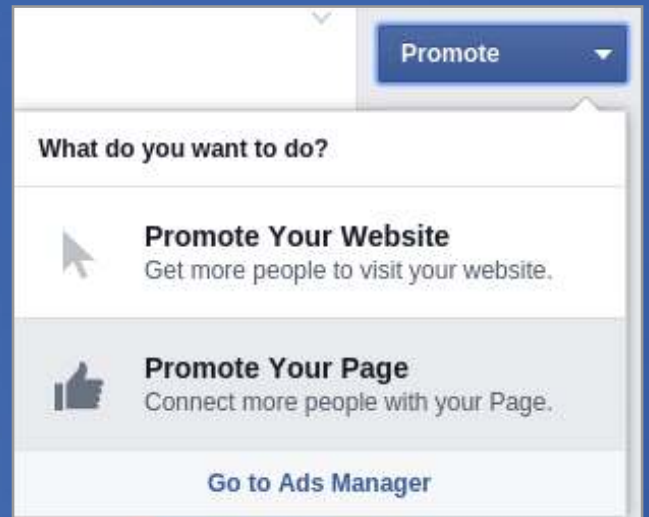 Promote
What do you want to do?
Promote Your Website
Get more people to visit your website.
Promote Your Page
Connect more people with your Page.
Go to Ads Manager